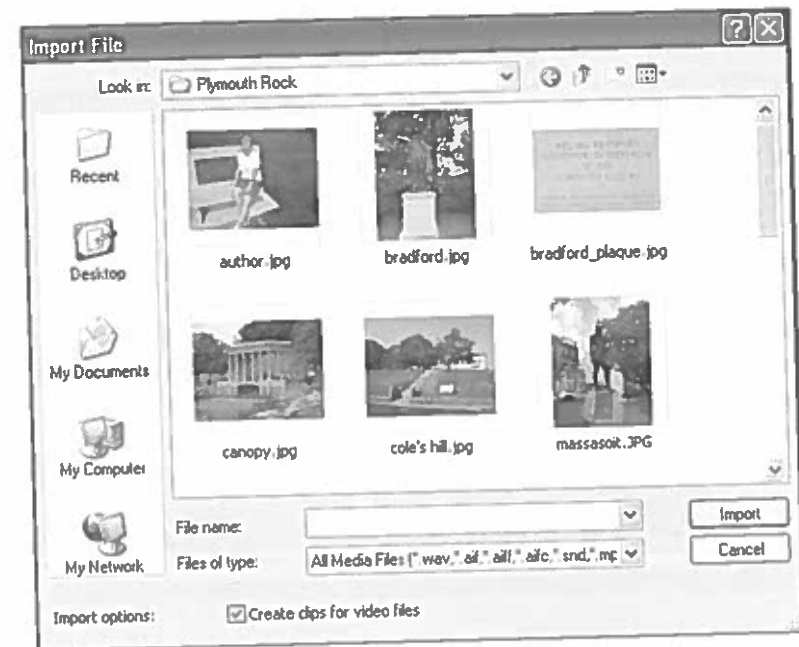 Import File
Look in: Plymouth Rock
Recent
Desktop
My Documents
My Computer
My Network
author.jpg
bradford.jpg
bradford_plaque.jpg
canopy.jpg
cole's hill.jpg
massasoit.JPG
File name:
Import
Files of type: All Media Files (*.wav,*.aif,*.aiff,*.aifc,*.snd,*.mp
Cancel
Import options: Create clips for video files